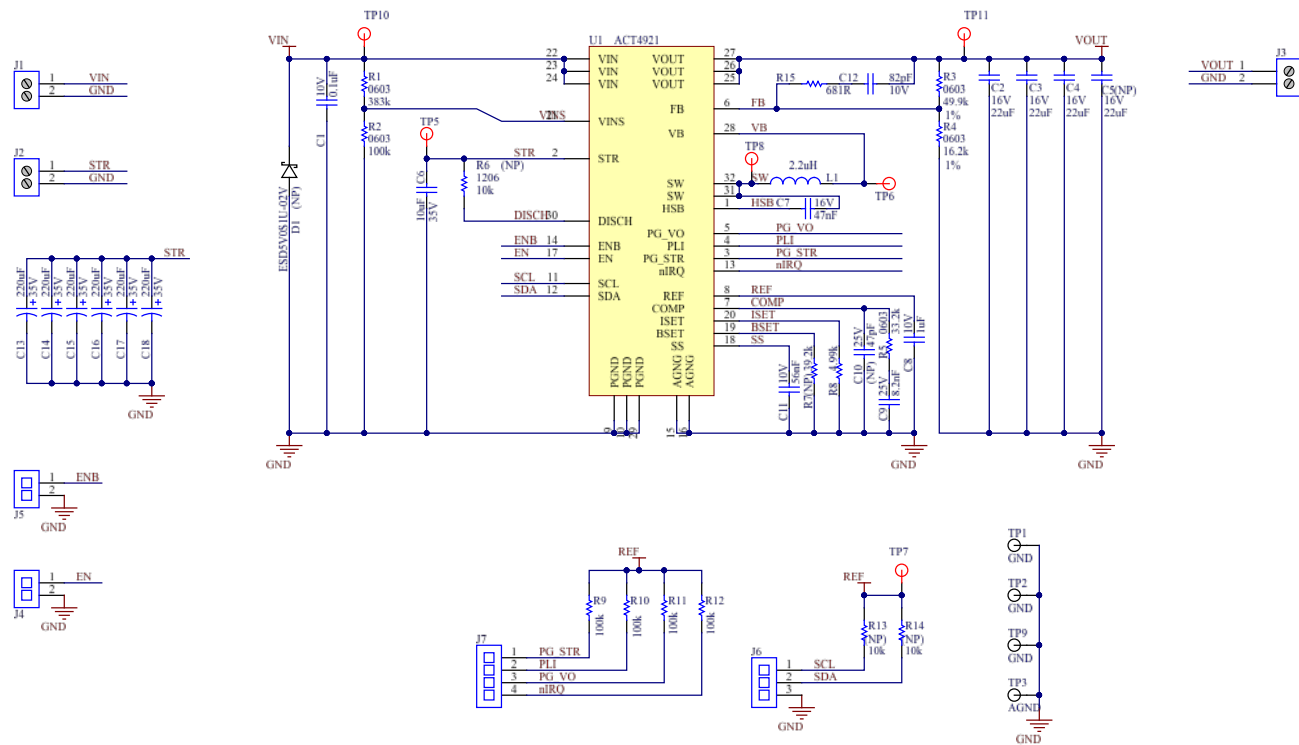 TP10
TP11
VIN
U1 ACT4921
VOUT
J1
1 VIN
2 GND
J2
1 STR
2 GND
J3
VOUT 1
GND 2
10V
0.1uF
C1
R1
0603
383k
R2
0603
100k
ESD5V0S1U-02V
D1 (NP)
TP5
C6
10uF
35V
R6 (NP)
1206
10k
22 VIN
23 VIN
24 VIN
VINS
STR 2 STR
DISCH 30 DISCH
ENB 14 ENB
EN 17 EN
SCL 11 SCL
SDA 12 SDA
VOUT 27
VOUT 26
VOUT 25
FB 6 FB
VB 28 VB
SW 32 SW
SW 31
HSB 1 HSB
PG_VO 5 PG_VO
PLI 4 PLI
PG_STR 3 PG_STR
nIRQ 13 nIRQ
REF 8 REF
COMP 7 COMP
ISET 20 ISET
BSET 19 BSET
SS 18 SS
PGND
PGND
PGND
AGNG
AGNG
9
10
29
15
16
R15
681R
C12 82pF
10V
R3
0603
49.9k
1%
R4
0603
16.2k
1%
C2
16V
22uF
C3
16V
22uF
C4
16V
22uF
C5(NP)
16V
22uF
TP8
2.2uH
L1
TP6
C7 16V
47nF
10V
56nF
C11
R7(NP) 39.2k
R8 4.99k
25V
47pF
C10
(NP)
R5 0603
33.2k
25V
8.2nF
C9
10V
1uF
C8
GND
GND
GND
STR
220uF
35V
C13
220uF
35V
C14
220uF
35V
C15
220uF
35V
C16
220uF
35V
C17
220uF
35V
C18
GND
1 ENB
2
J5
GND
1 EN
2
J4
GND
REF
R9
100k
R10
100k
R11
100k
R12
100k
J7
1 PG_STR
2 PLI
3 PG_VO
4 nIRQ
TP7
REF
R13
(NP)
10k
R14
(NP)
10k
J6
1 SCL
2 SDA
3
GND
TP1
GND
TP2
GND
TP9
GND
TP3
AGND
GND